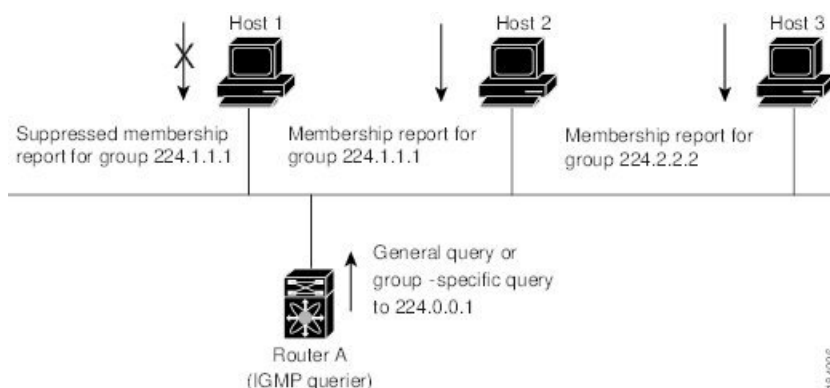 Host 1
Host 2
Host 3
Suppressed membership
report for group 224.1.1.1
Membership report for
group 224.1.1.1
Membership report for
group 224.2.2.2
General query or
group -specific query
to 224.0.0.1
Router A
(IGMP querier)